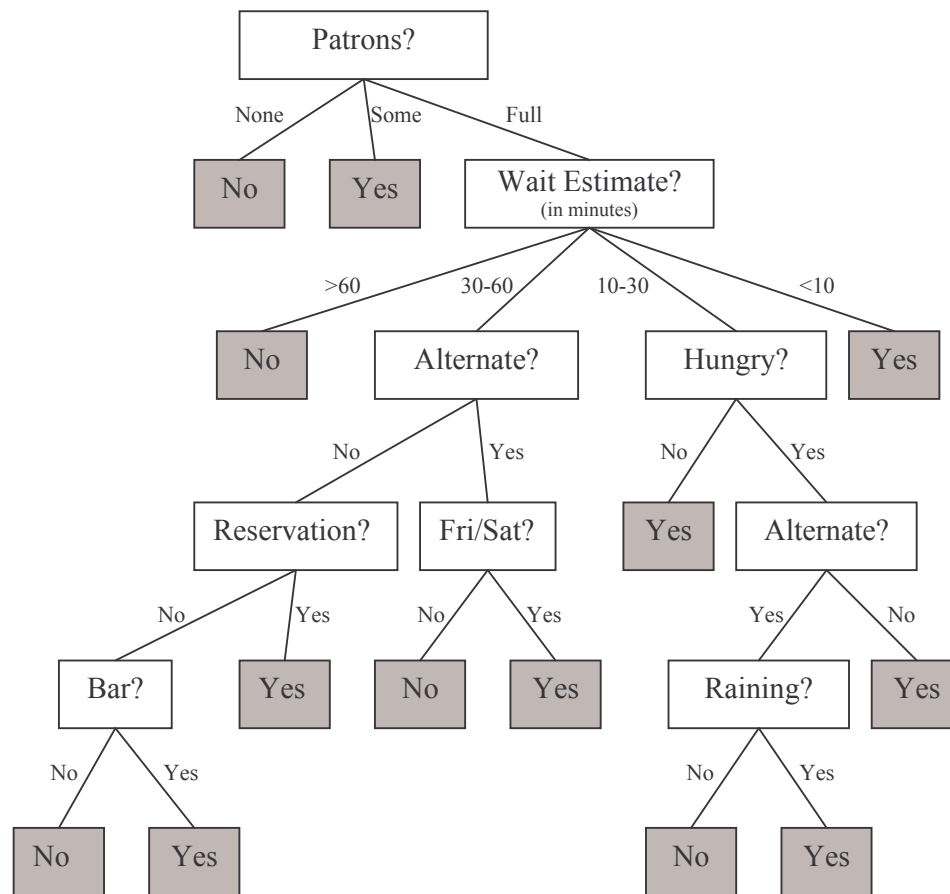 Patrons?
None
Some
Full
No
Yes
Wait Estimate?
(in minutes)
>60
30-60
10-30
<10
No
Alternate?
Hungry?
Yes
No
Yes
No
Yes
Reservation?
Fri/Sat?
Yes
Alternate?
No
Yes
No
Yes
Yes
No
Bar?
Yes
No
Yes
Raining?
Yes
No
Yes
No
Yes
No
Yes
No
Yes